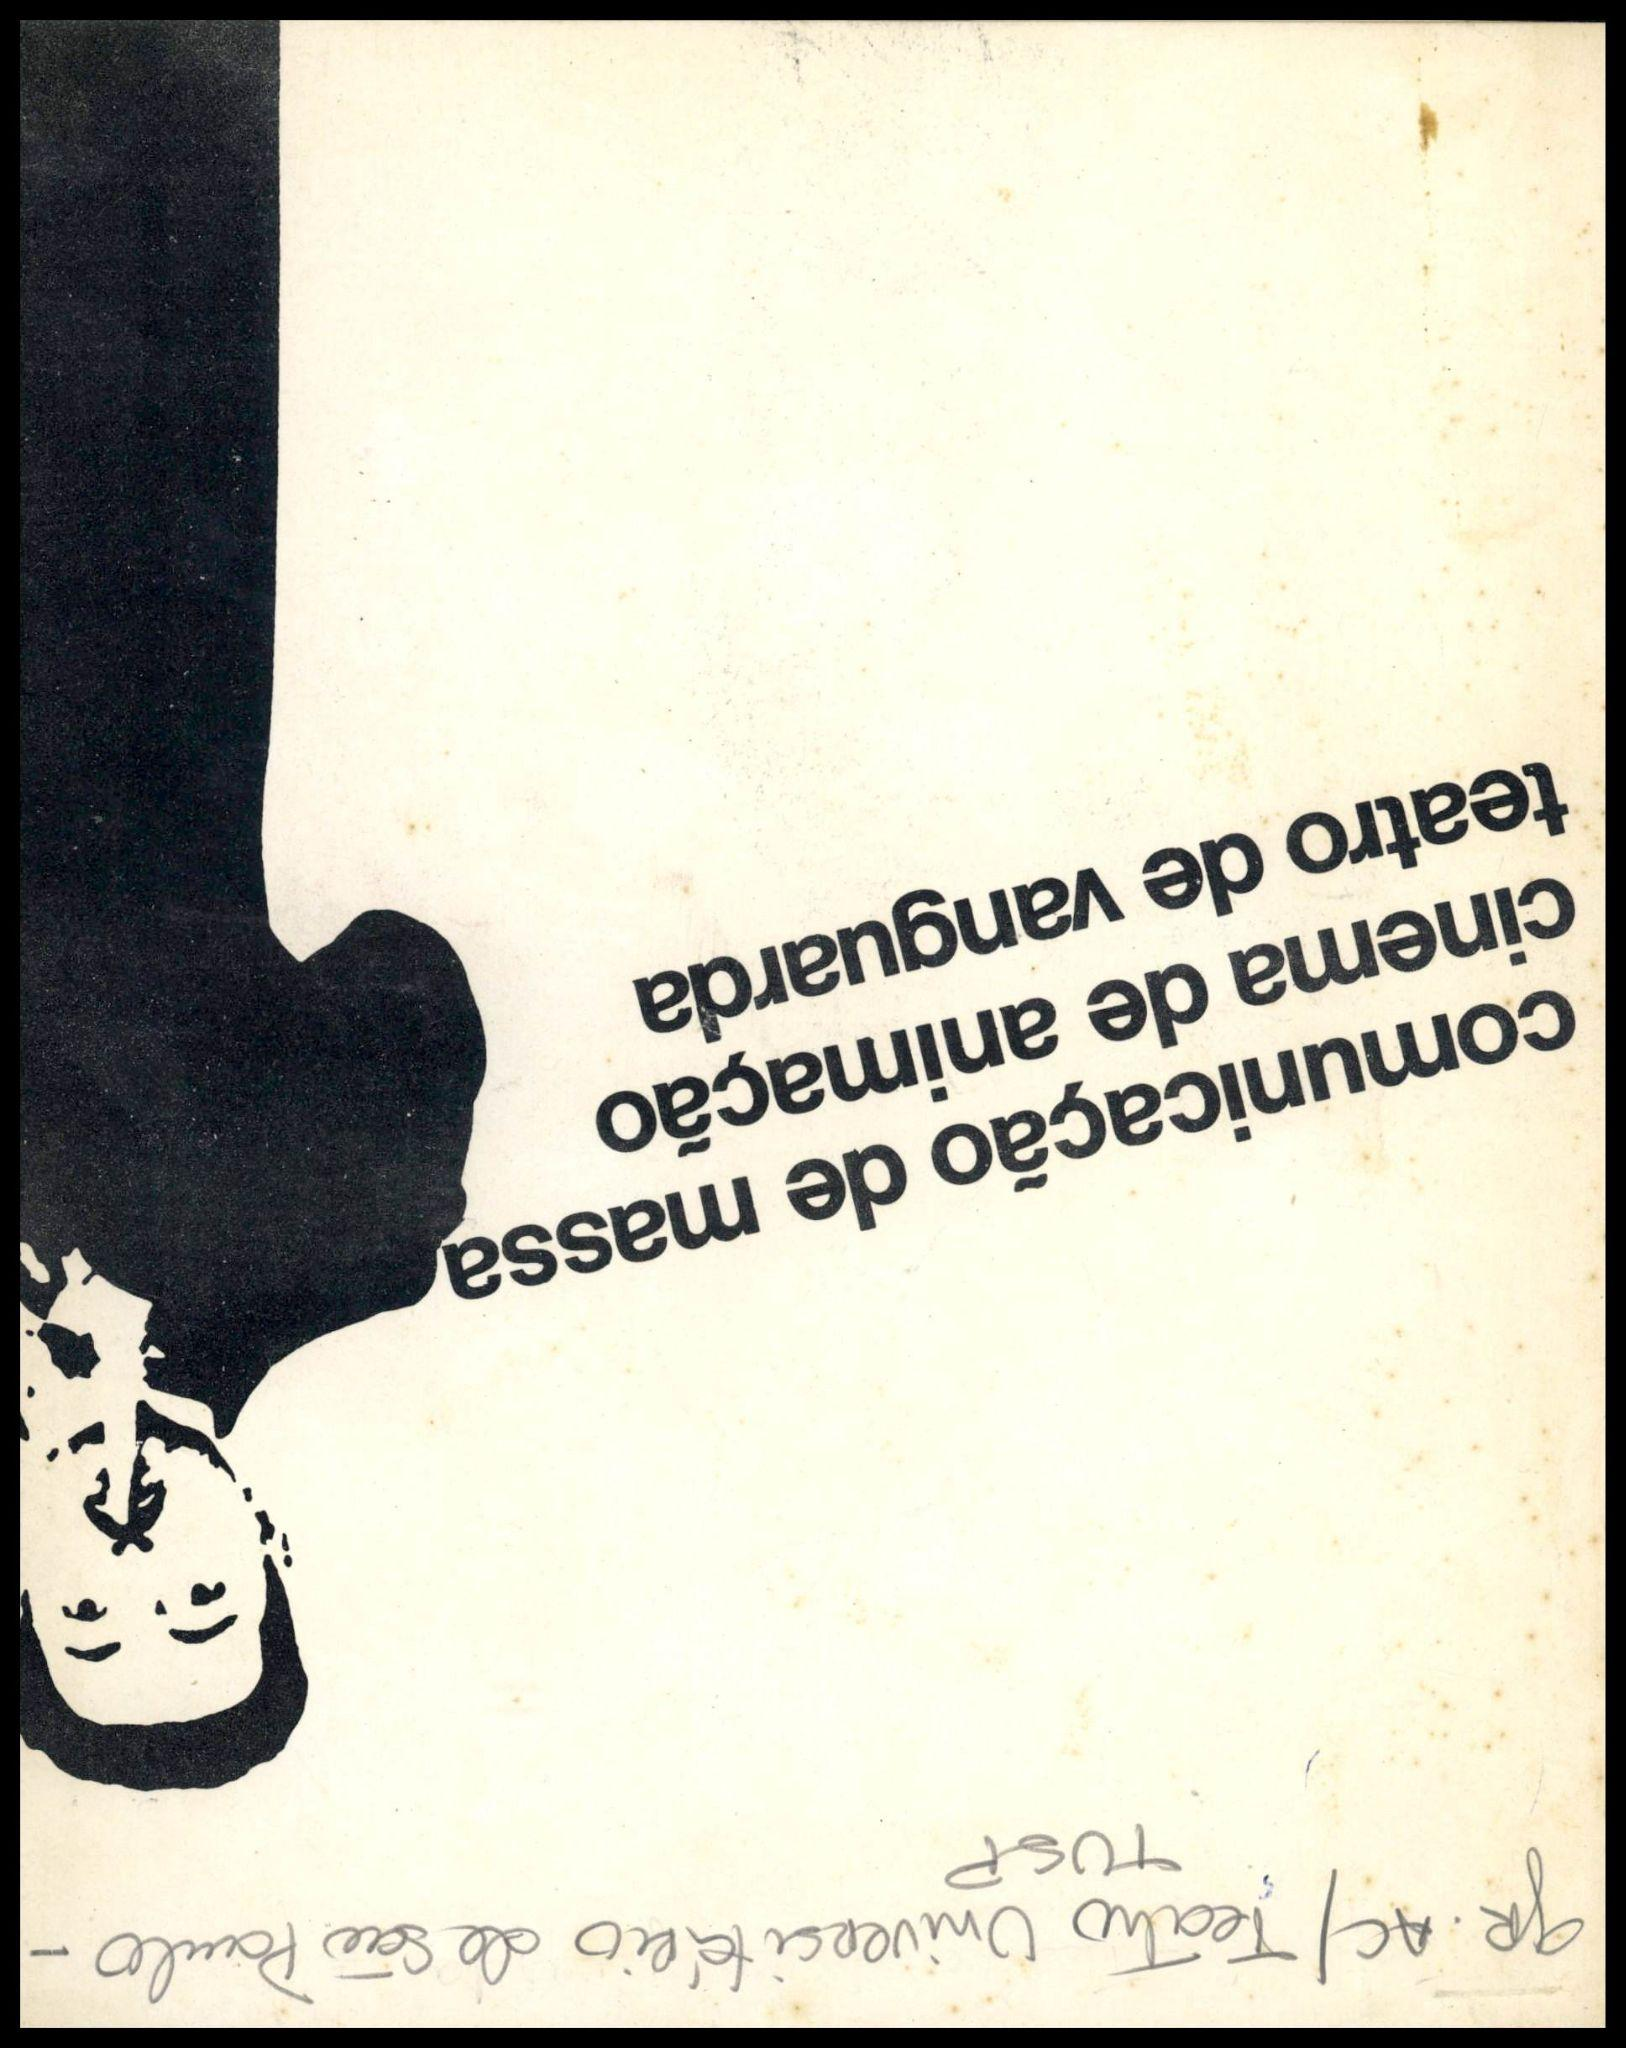 gR. AC/ Teatro Universitário de São Paulo -
TUSP
comunicação de massa
cinema de animação
teatro de vanguarda